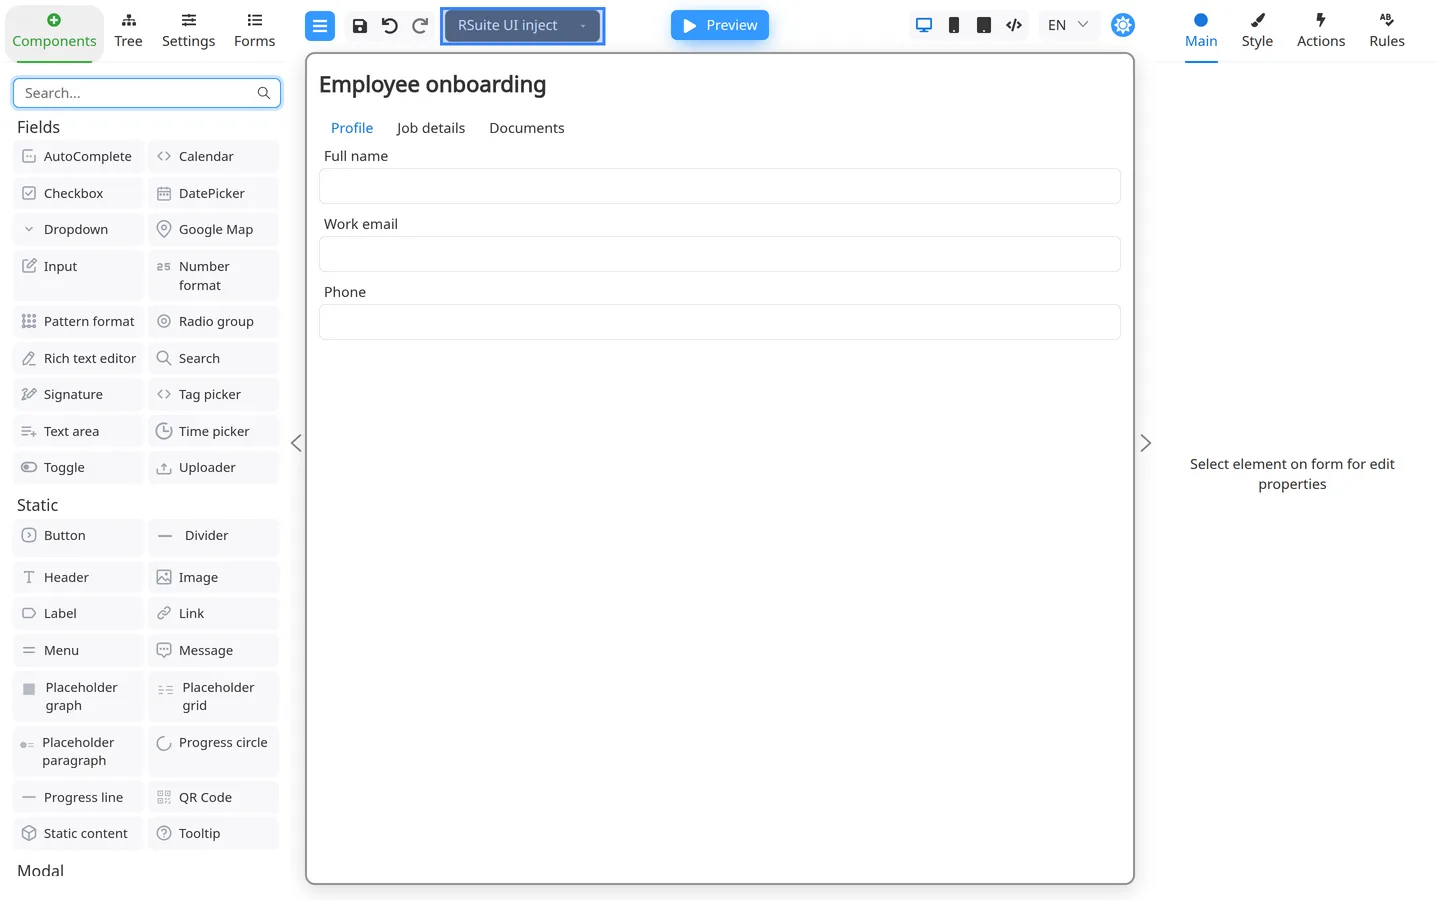 Components
Tree
Settings
Forms
RSuite UI inject
Preview
EN
Main
Style
Actions
Rules
Search...
Fields
AutoComplete
Calendar
Checkbox
DatePicker
Dropdown
Google Map
Input
Number
format
Pattern format
Radio group
Rich text editor
Search
Signature
Tag picker
Text area
Time picker
Toggle
Uploader
Static
Button
Divider
Header
Image
Label
Link
Menu
Message
Placeholder
graph
Placeholder
grid
Placeholder
paragraph
Progress circle
Progress line
QR Code
Static content
Tooltip
Modal
Employee onboarding
Profile
Job details
Documents
Full name
Work email
Phone
Select element on form for edit
properties